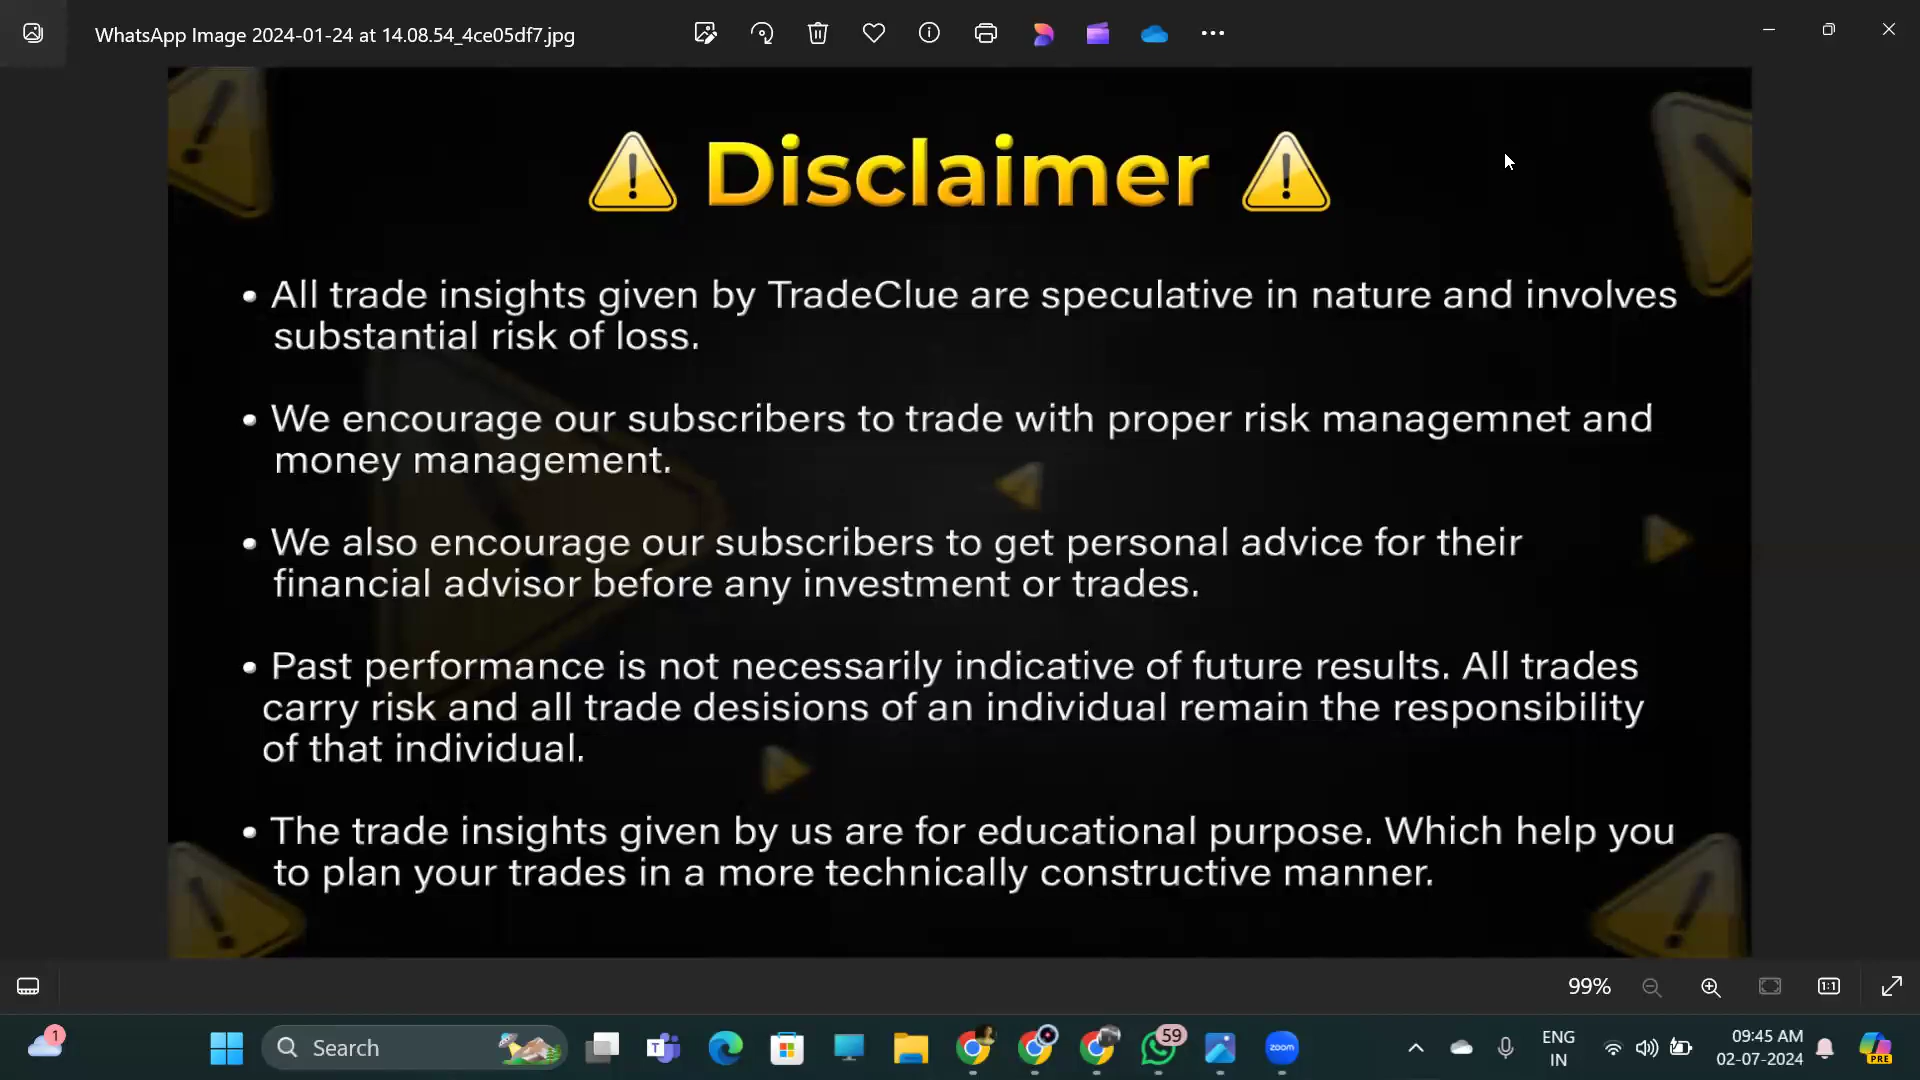 WhatsApp Image 2024-01-24 at 14.08.54_4ce05df7.jpg
Disclaimer
• All trade insights given by TradeClue are speculative in nature and involves
substantial risk of loss.
• We encourage our subscribers to trade with proper risk managemnet and
money management.
• We also encourage our subscribers to get personal advice for their
financial advisor before any investment or trades.
• Past performance is not necessarily indicative of future results. All trades
carry risk and all trade desisions of an individual remain the responsibility
of that individual.
• The trade insights given by us are for educational purpose. Which help you
to plan your trades in a more technically constructive manner.
99%
1:1
1
Search
T
59
zoom
ENG
IN
09:45 AM
02-07-2024
PRE